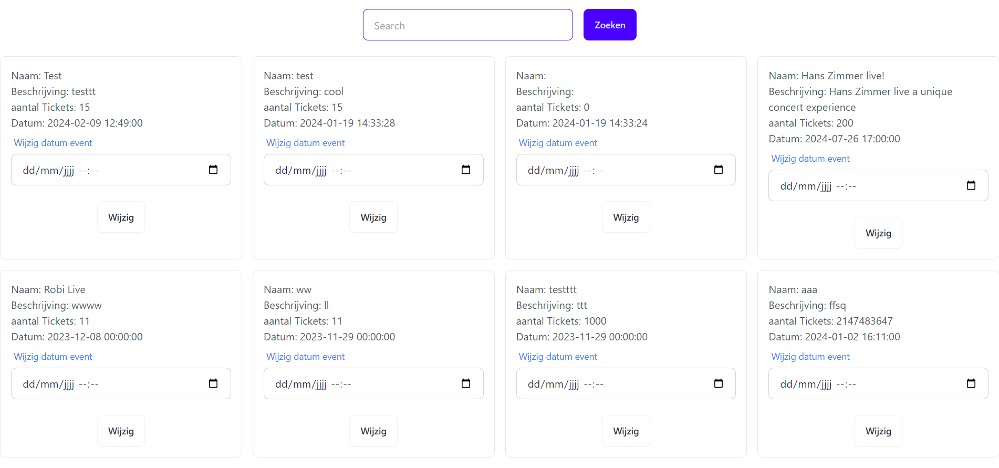 Search
Zoeken
Naam: Test
Beschrijving: testtt
aantal Tickets: 15
Datum: 2024-02-09 12:49:00
Wijzig datum event
dd/mm/jjjj --:--
Wijzig
Naam: test
Beschrijving: cool
aantal Tickets: 15
Datum: 2024-01-19 14:33:28
Wijzig datum event
dd/mm/jjjj --:--
Wijzig
Naam:
Beschrijving:
aantal Tickets: 0
Datum: 2024-01-19 14:33:24
Wijzig datum event
dd/mm/jjjj --:--
Wijzig
Naam: Hans Zimmer live!
Beschrijving: Hans Zimmer live a unique
concert experience
aantal Tickets: 200
Datum: 2024-07-26 17:00:00
Wijzig datum event
dd/mm/jjjj --:--
Wijzig
Naam: Robi Live
Beschrijving: wwww
aantal Tickets: 11
Datum: 2023-12-08 00:00:00
Wijzig datum event
dd/mm/jjjj --:--
Wijzig
Naam: ww
Beschrijving: ll
aantal Tickets: 11
Datum: 2023-11-29 00:00:00
Wijzig datum event
dd/mm/jjjj --:--
Wijzig
Naam: testttt
Beschrijving: ttt
aantal Tickets: 1000
Datum: 2023-11-29 00:00:00
Wijzig datum event
dd/mm/jjjj --:--
Wijzig
Naam: aaa
Beschrijving: ffsq
aantal Tickets: 2147483647
Datum: 2024-01-02 16:11:00
Wijzig datum event
dd/mm/jjjj --:--
Wijzig